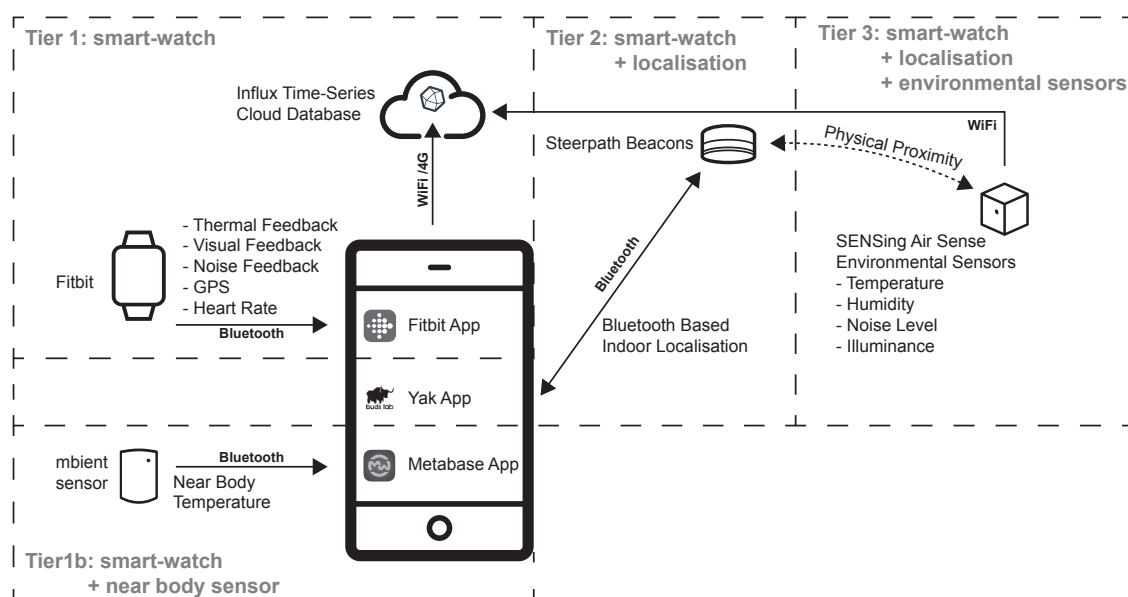 Tier 1: smart-watch
Tier 2: smart-watch
+ localisation
Tier 3: smart-watch
+ localisation
+ environmental sensors
Influx Time-Series
Cloud Database
WiFi /4G
WiFi
Steerpath Beacons
Physical Proximity
Fitbit
- Thermal Feedback
- Visual Feedback
- Noise Feedback
- GPS
- Heart Rate
Bluetooth
Fitbit App
Bluetooth
Bluetooth Based
Indoor Localisation
SENSing Air Sense
Environmental Sensors
- Temperature
- Humidity
- Noise Level
- Illuminance
buds lab
Yak App
mbient
sensor
Bluetooth
Near Body
Temperature
MW
Metabase App
Tier1b: smart-watch
+ near body sensor